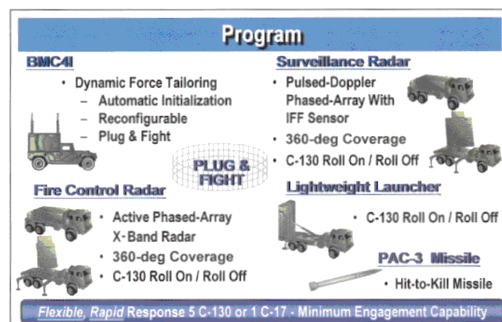 Program
BMC4I
• Dynamic Force Tailoring
– Automatic Initialization
– Reconfigurable
– Plug & Fight
Surveillance Radar
• Pulsed-Doppler
Phased-Array With
IFF Sensor
• 360-deg Coverage
• C-130 Roll On / Roll Off
PLUG &
FIGHT
Fire Control Radar
• Active Phased-Array
X-Band Radar
• 360-deg Coverage
• C-130 Roll On / Roll Off
Lightweight Launcher
• C-130 Roll On / Roll Off
PAC-3 Missile
• Hit-to-Kill Missile
Flexible, Rapid Response 5 C-130 or 1 C-17 - Minimum Engagement Capability